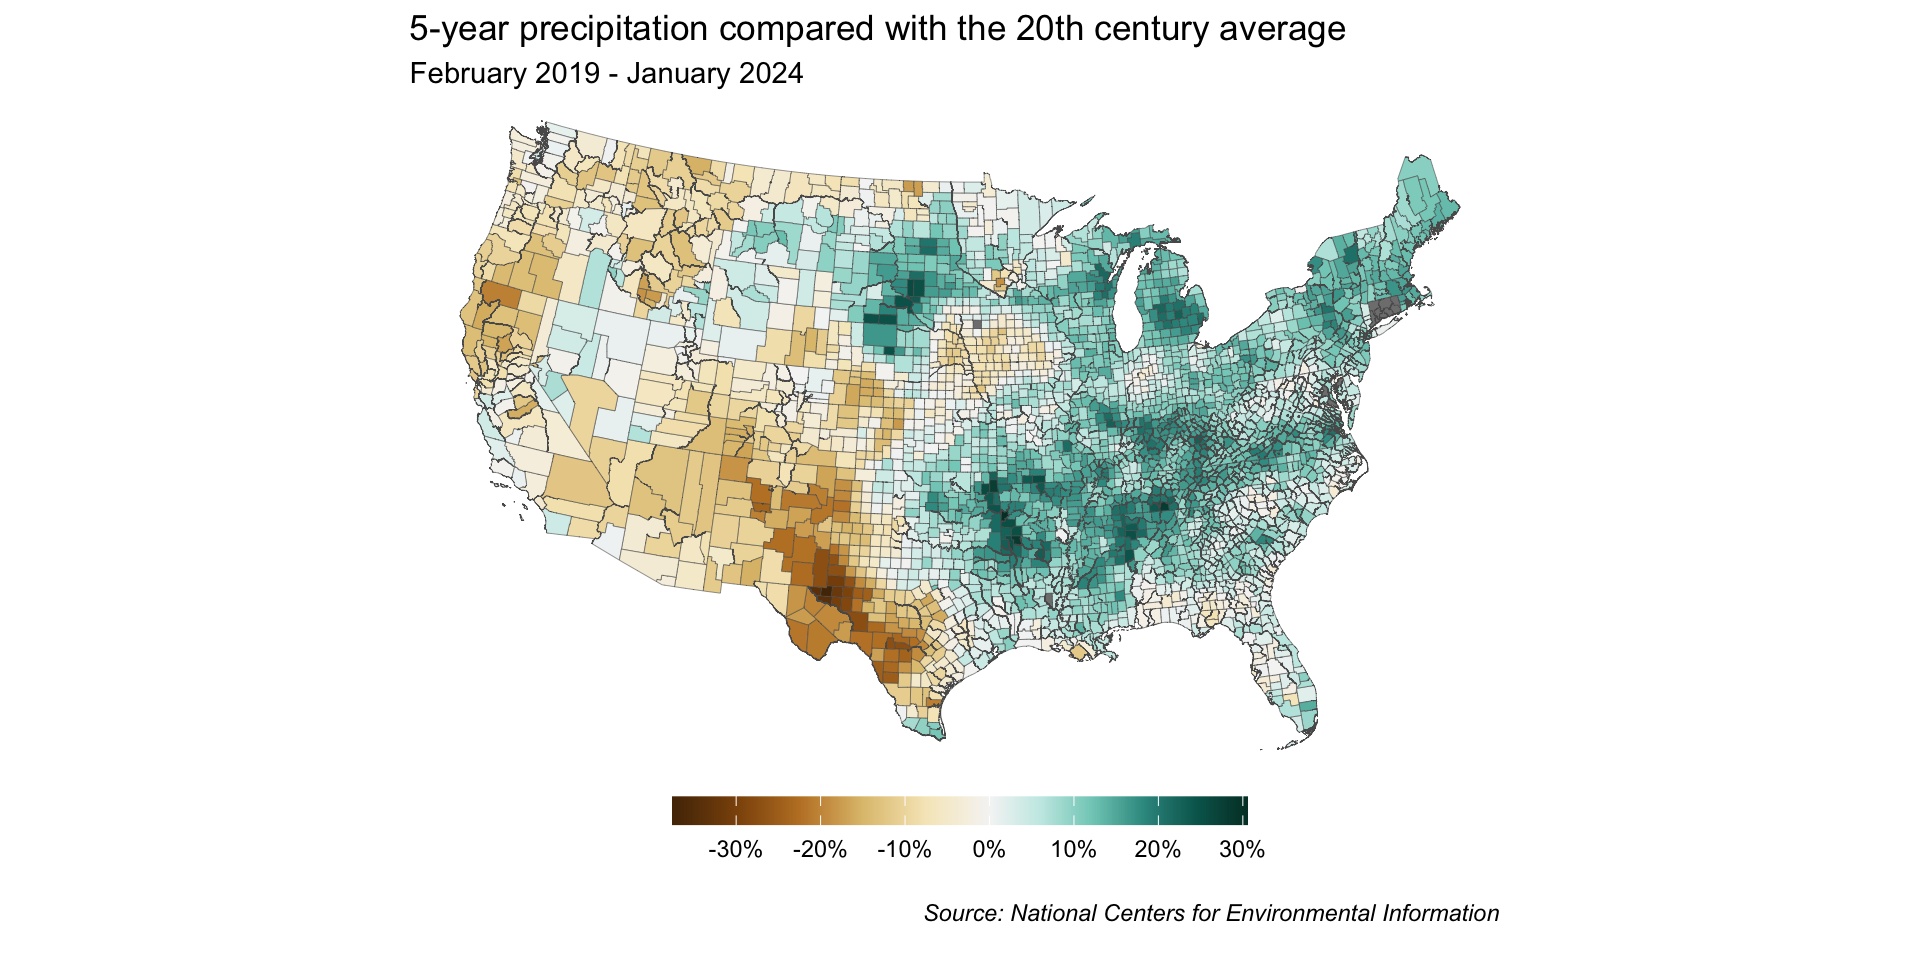 5-year precipitation compared with the 20th century average
February 2019 - January 2024
-30% -20% -10% 0% 10% 20% 30%
Source: National Centers for Environmental Information